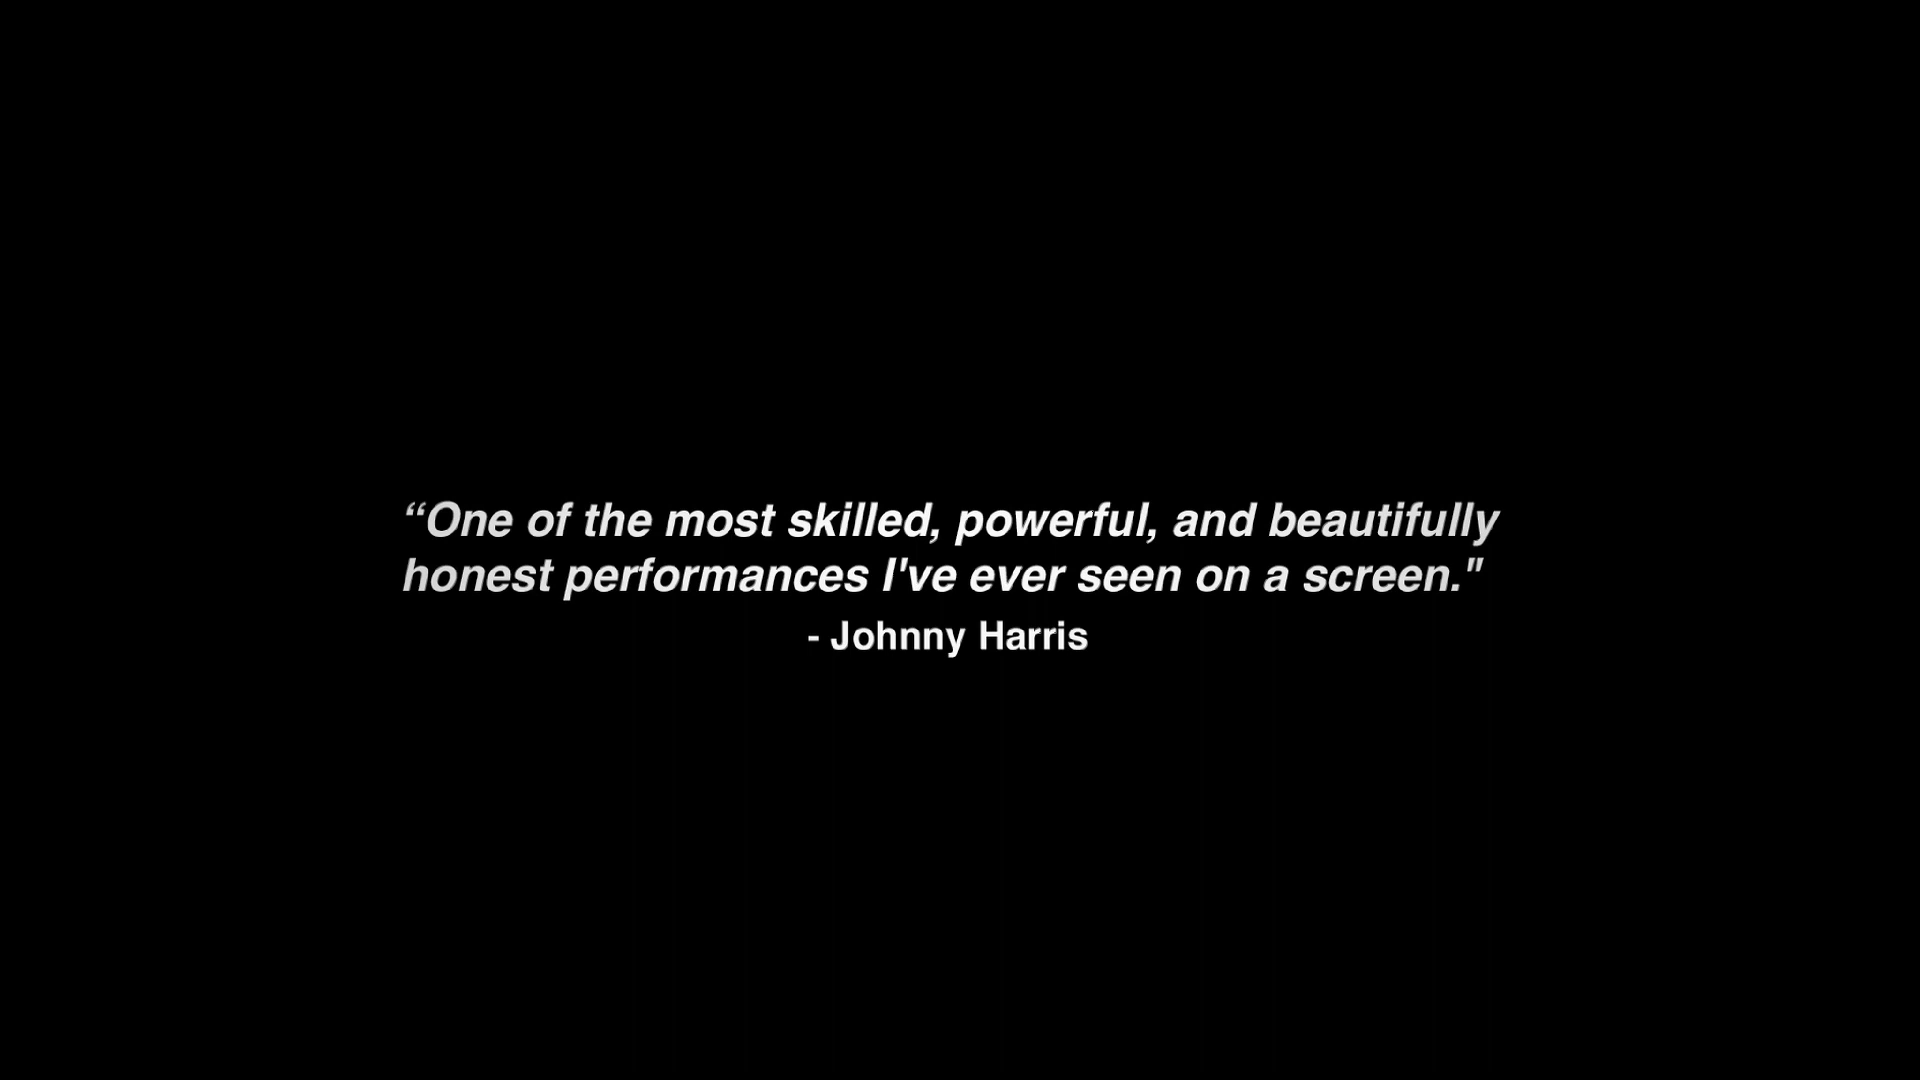 “One of the most skilled, powerful, and beautifully
honest performances I've ever seen on a screen."
- Johnny Harris